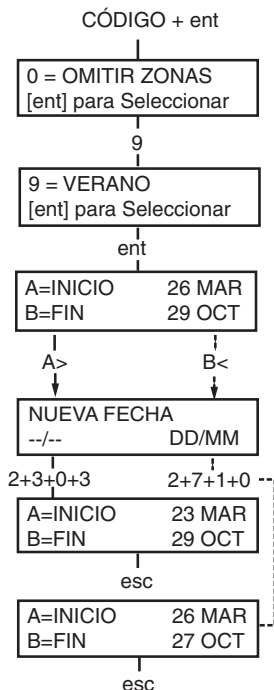 CÓDIGO + ent
0 = OMITIR ZONAS
[ent] para Seleccionar
9
9 = VERANO
[ent] para Seleccionar
ent
A=INICIO 26 MAR
B=FIN 29 OCT
A> B<
NUEVA FECHA
--/-- DD/MM
2+3+0+3 2+7+1+0
A=INICIO 23 MAR
B=FIN 29 OCT
esc
A=INICIO 26 MAR
B=FIN 27 OCT
esc